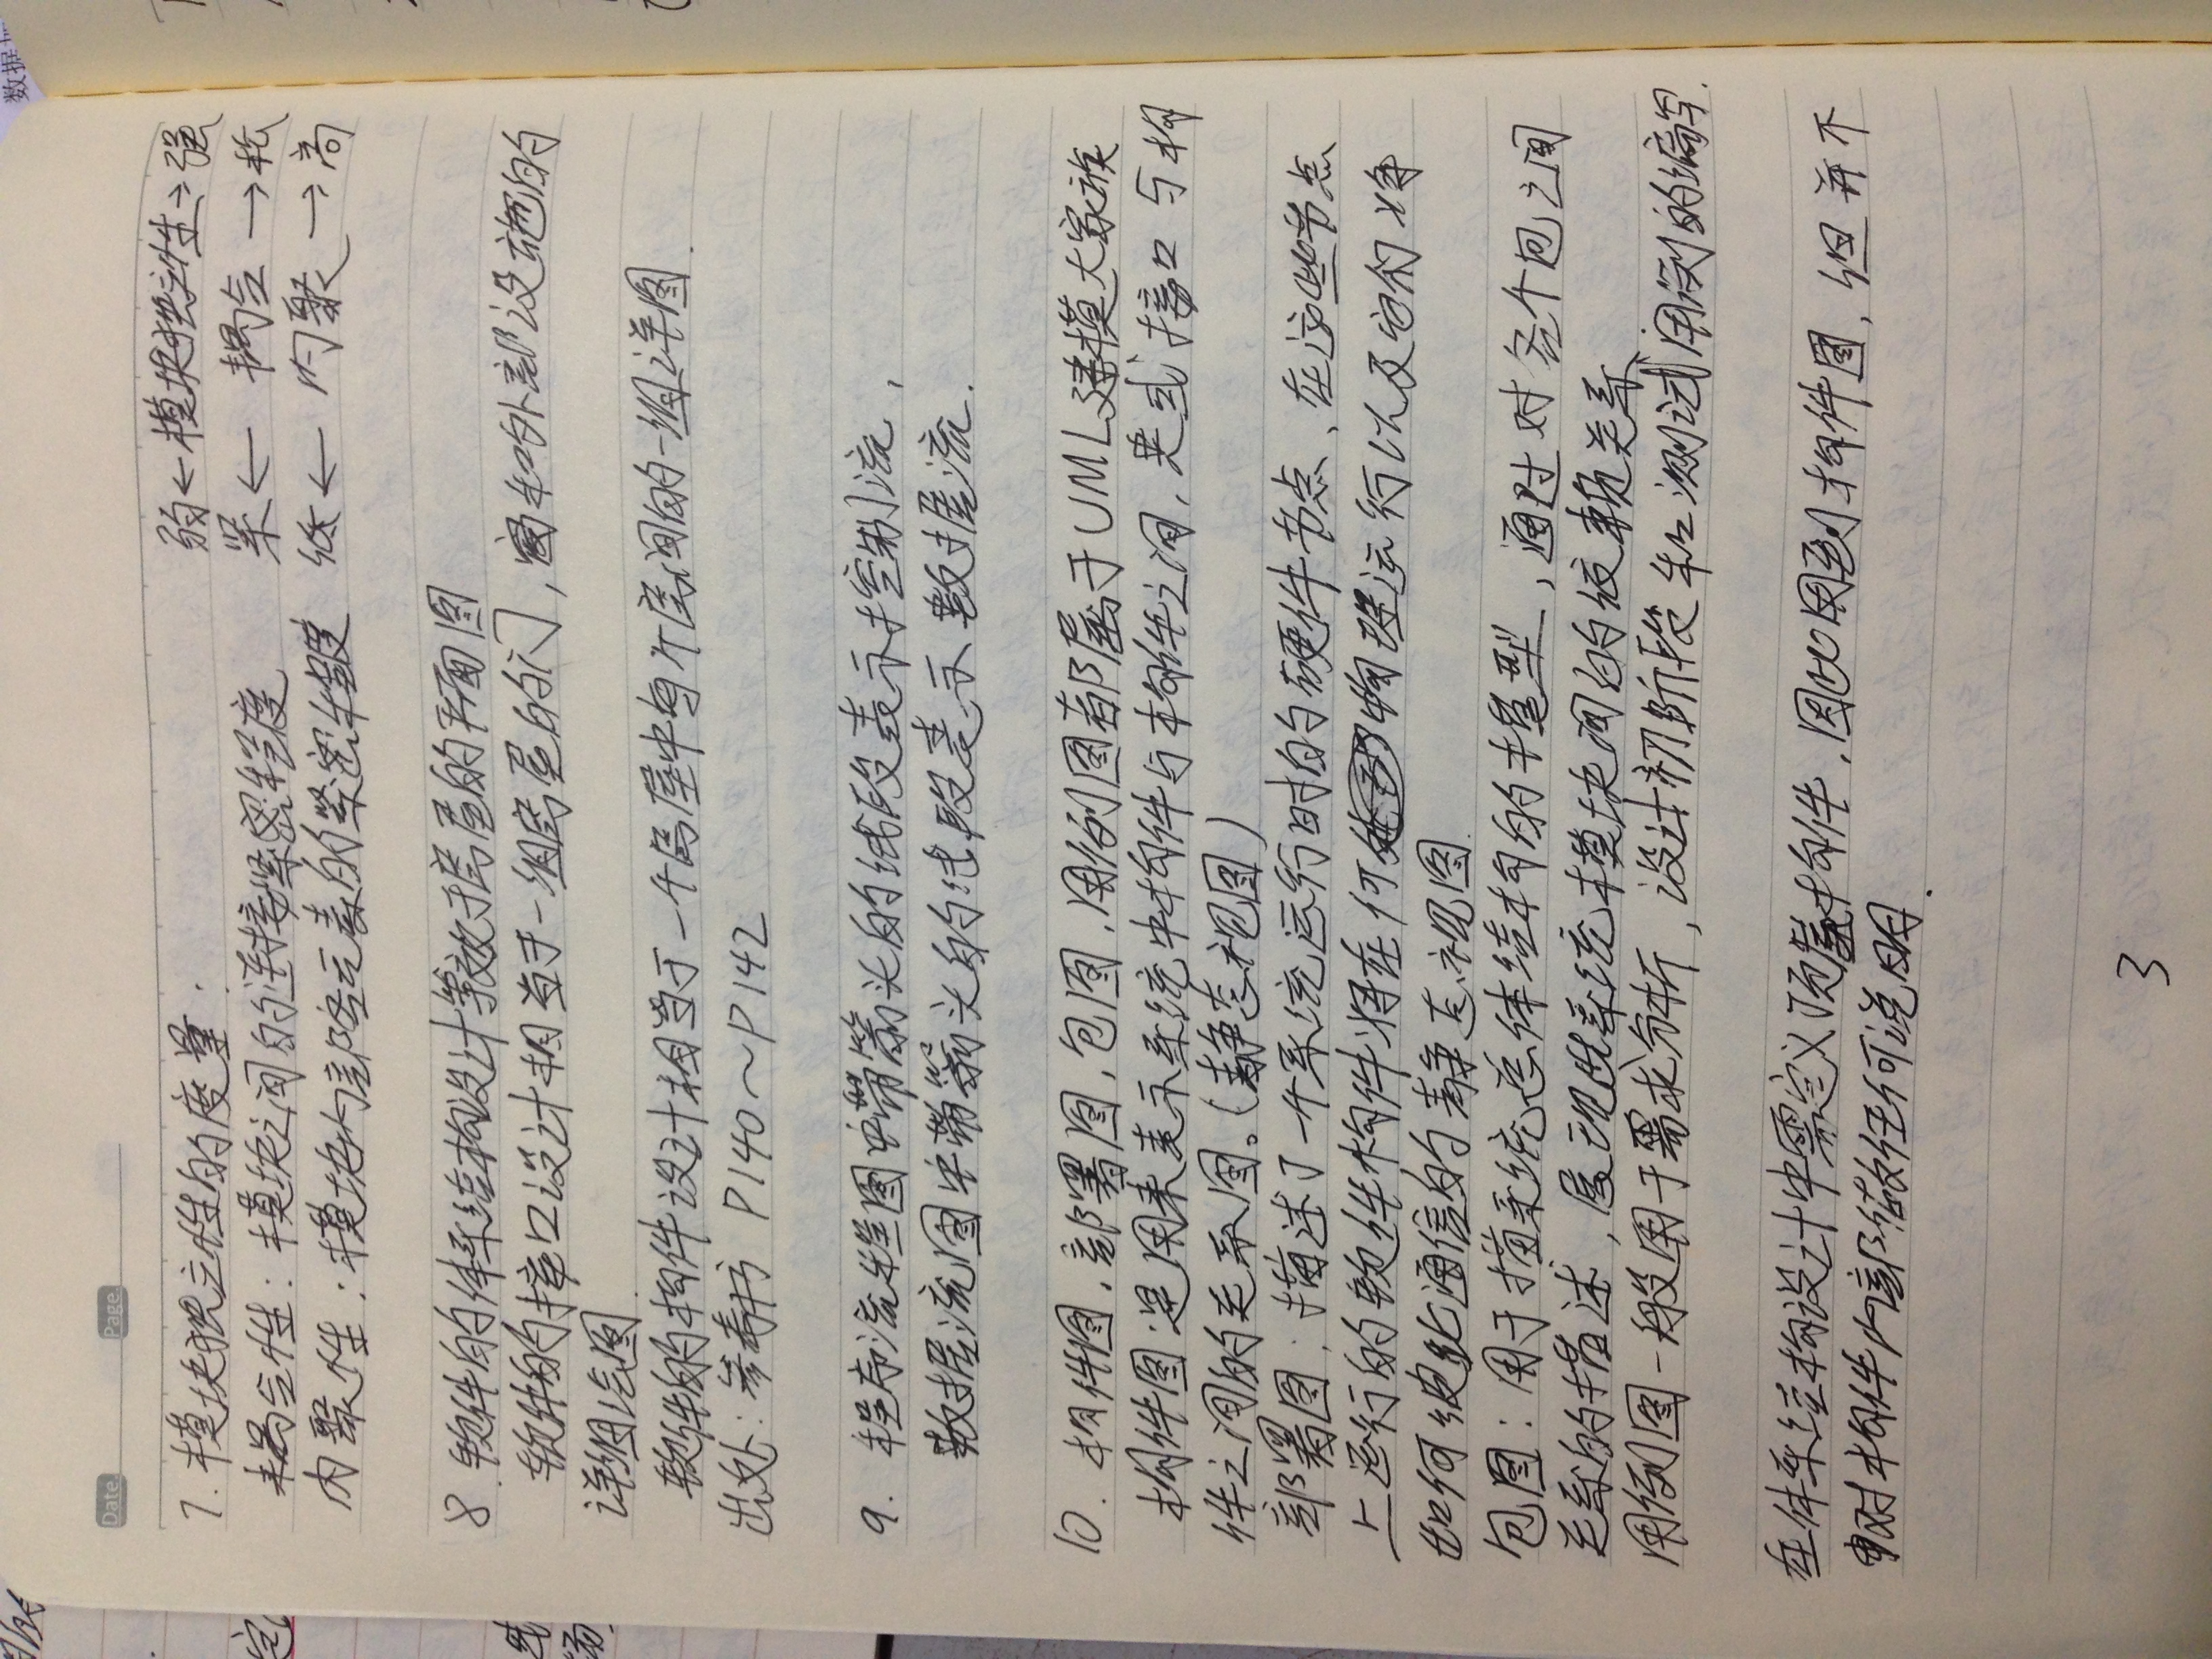 数据
Date. Page.
7. 模块独立性的度量: 弱←模块独立性→强
耦合性: 模块之间的连接紧密程度 紧← 耦合 →松
内聚性: 模块内部各元素的紧密程度 低← 内聚 →高
8. 软件的体系结构设计等效于房屋的平面图
软件的接口设计相当于一组房屋的门, 窗和外部设施的
详细绘图.
软件的构件设计相当于一个房屋中每个房间的一组详图.
出处: 参考书 P140～P142
9. 程序流程图中带箭头的线段表示控制流,
数据流图中带箭头的线段表示数据流.
10. 构件图, 部署图, 包图, 用例图都属于UML建模大家族
构件图: 是用来表示系统中构件与构件之间, 定或接口与构
件之间的关系图。(静态视图)
部署图: 描述了一个系统运行时的硬件节点、在这些节点
上运行的软件构件将在何物理运行以及它们将
如何彼此通信的静态视图.
包图: 用于描系统总体结构的模型, 通过对各个包之间
关系的描述, 展现出系统模块间的依赖关系.
用例图一般用于需求分析, 设计初阶段和测试用例的编写.
在体系结构设计中需定义顶层构件, 因此用到构件图, 但并不
对构件内部做任何说明.
3